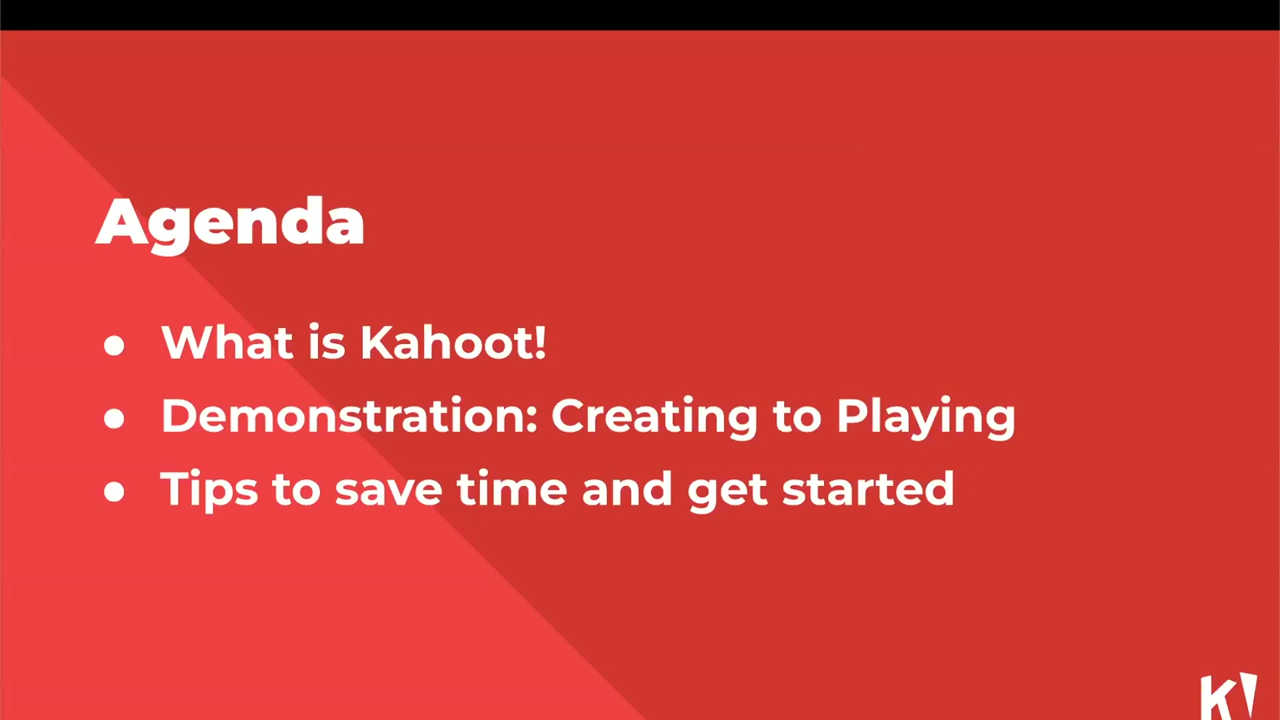 Agenda
● What is Kahoot!
● Demonstration: Creating to Playing
● Tips to save time and get started
K!